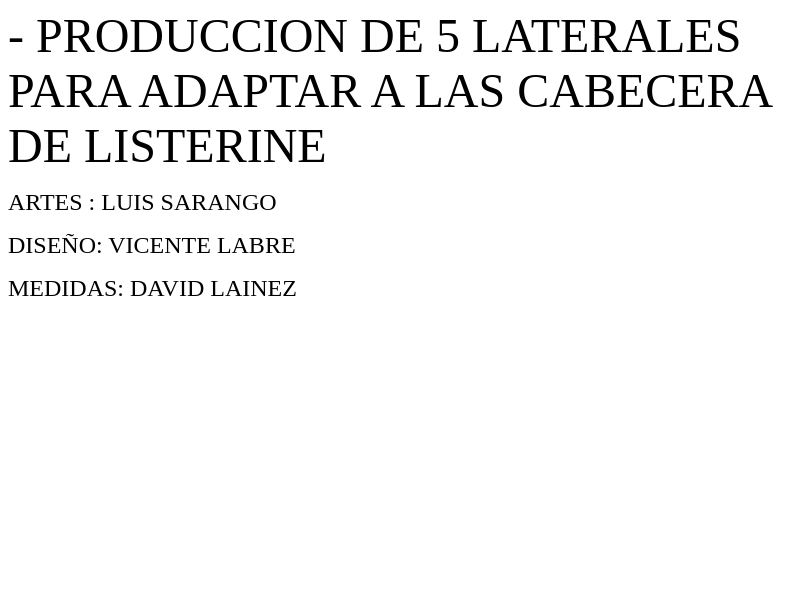 - PRODUCCION DE 5 LATERALES
PARA ADAPTAR A LAS CABECERA
DE LISTERINE
ARTES : LUIS SARANGO
DISEÑO: VICENTE LABRE
MEDIDAS: DAVID LAINEZ